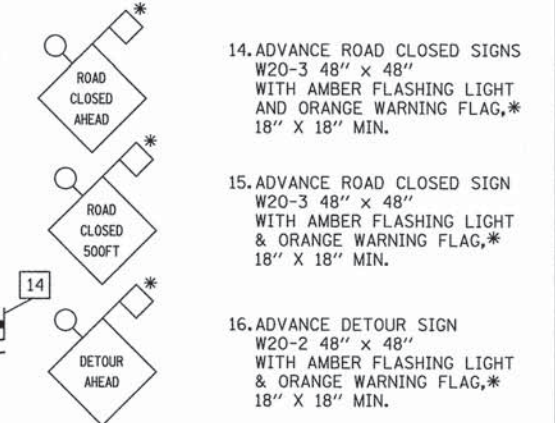 *
ROAD
CLOSED
AHEAD
14. ADVANCE ROAD CLOSED SIGNS
W20-3 48" x 48"
WITH AMBER FLASHING LIGHT
AND ORANGE WARNING FLAG,*
18" X 18" MIN.
*
ROAD
CLOSED
500FT
15. ADVANCE ROAD CLOSED SIGN
W20-3 48" x 48"
WITH AMBER FLASHING LIGHT
& ORANGE WARNING FLAG,*
18" X 18" MIN.
14
*
DETOUR
AHEAD
16. ADVANCE DETOUR SIGN
W20-2 48" x 48"
WITH AMBER FLASHING LIGHT
& ORANGE WARNING FLAG,*
18" X 18" MIN.